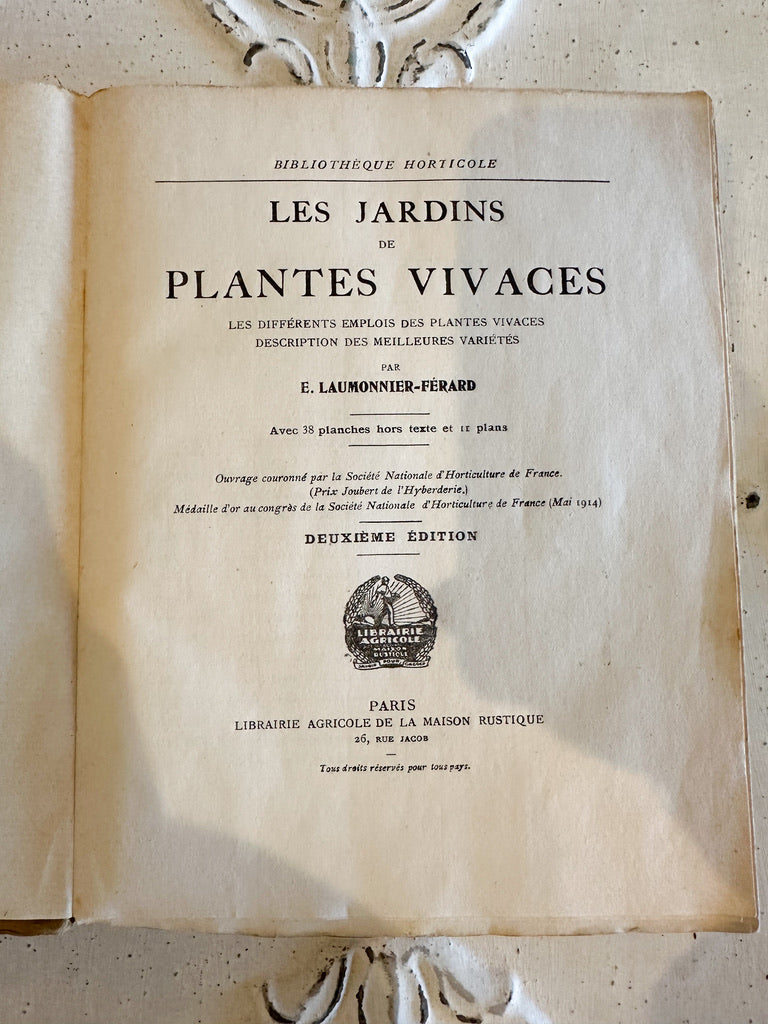 BIBLIOTHÈQUE HORTICOLE
LES JARDINS
DE
PLANTES VIVACES
LES DIFFÉRENTS EMPLOIS DES PLANTES VIVACES
DESCRIPTION DES MEILLEURES VARIÉTÉS
PAR
E. LAUMONNIER-FÉRARD
Avec 38 planches hors texte et 11 plans
Ouvrage couronné par la Société Nationale d'Horticulture de France.
(Prix Joubert de l'Hyberderie.)
Médaille d'or au congrès de la Société Nationale d'Horticulture de France (Mai 1914)
DEUXIÈME ÉDITION
LIBRAIRIE
AGRICOLE
MAISON
RUSTIQUE
SAVOIR POUR
PARIS
LIBRAIRIE AGRICOLE DE LA MAISON RUSTIQUE
26, RUE JACOB
Tous droits réservés pour tous pays.